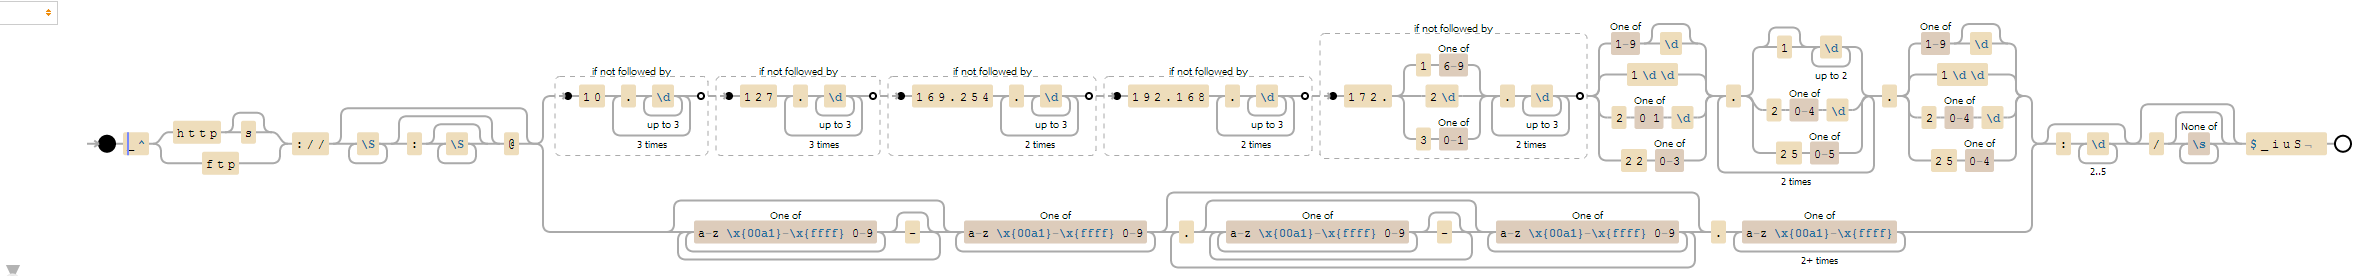 if not followed by
10 . \d
up to 3
3 times
if not followed by
127 . \d
up to 3
3 times
if not followed by
169.254 . \d
up to 3
2 times
if not followed by
192.168 . \d
up to 3
2 times
if not followed by
172.
One of
1 6-9
2 \d
One of
3 0-1
. \d
up to 3
2 times
One of
1-9 \d
1 \d \d
One of
2 0 1 \d
One of
2 2 0-3
.
1 \d
up to 2
One of
2 0-4 \d
One of
2 5 0-5
2 times
.
One of
1-9 \d
1 \d \d
One of
2 0-4 \d
One of
2 5 0-4
_^
http s
ftp
://
\S : \S @
: \d
2..5
/
None of
\s
$_iuS¬
One of
a-z \x{00a1}-\x{ffff} 0-9
-
One of
a-z \x{00a1}-\x{ffff} 0-9
.
One of
a-z \x{00a1}-\x{ffff} 0-9
-
One of
a-z \x{00a1}-\x{ffff} 0-9
.
One of
a-z \x{00a1}-\x{ffff}
2+ times